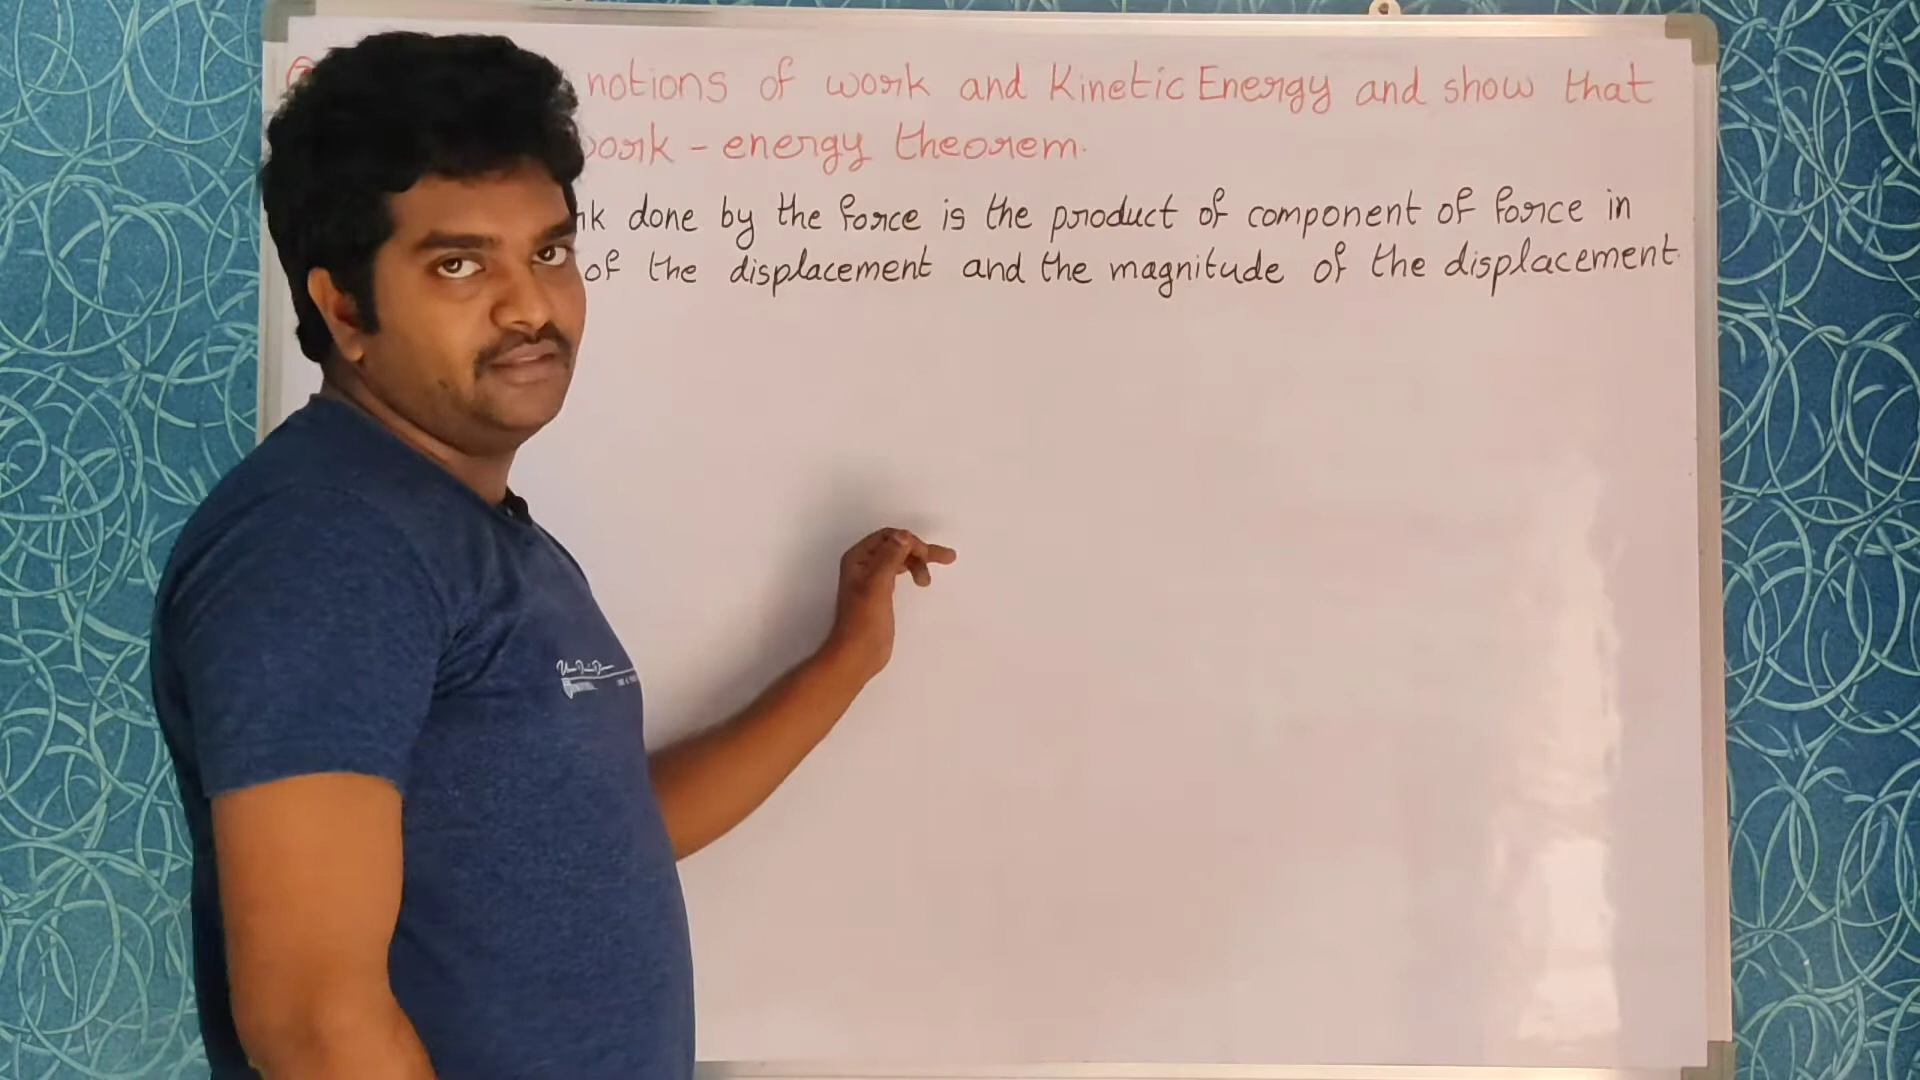 notions of work and Kinetic Energy and show that
work - energy theorem.
done by the force is the product of component of force in
of the displacement and the magnitude of the displacement.